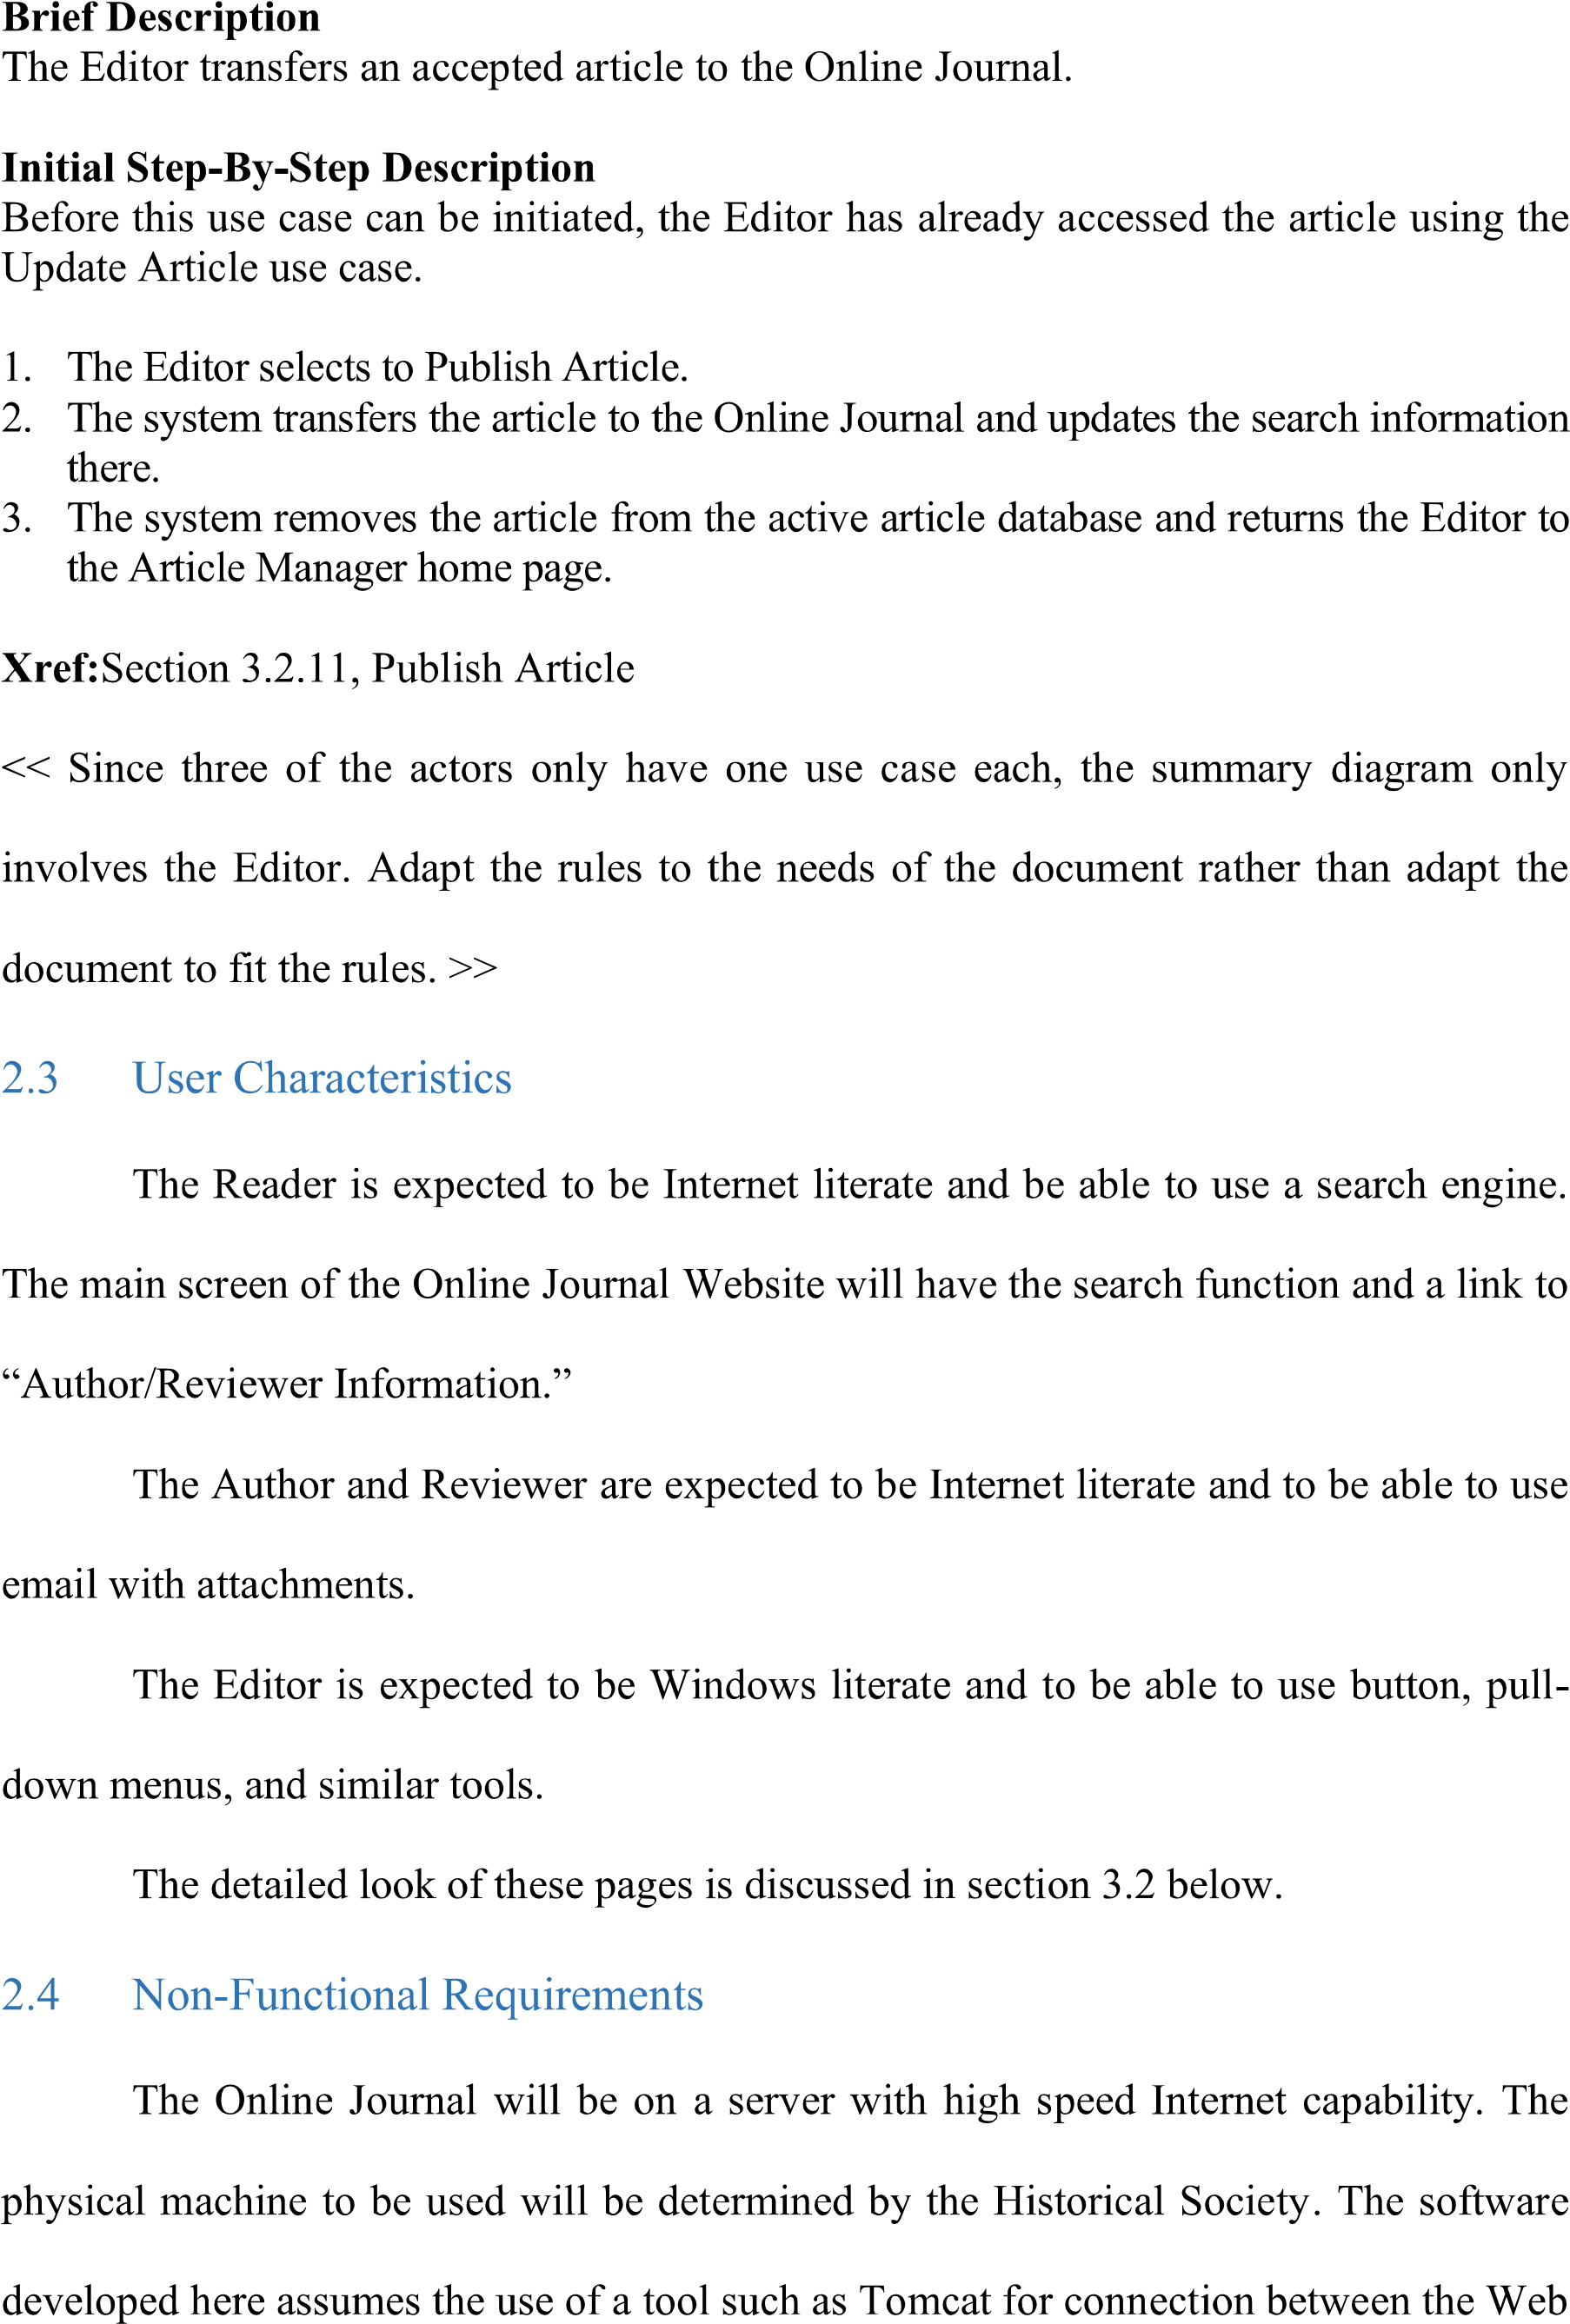 Brief Description
The Editor transfers an accepted article to the Online Journal.
Initial Step-By-Step Description
Before this use case can be initiated, the Editor has already accessed the article using the
Update Article use case.
1. The Editor selects to Publish Article.
2. The system transfers the article to the Online Journal and updates the search information
there.
3. The system removes the article from the active article database and returns the Editor to
the Article Manager home page.
Xref:Section 3.2.11, Publish Article
<< Since three of the actors only have one use case each, the summary diagram only
involves the Editor. Adapt the rules to the needs of the document rather than adapt the
document to fit the rules. >>
2.3 User Characteristics
The Reader is expected to be Internet literate and be able to use a search engine.
The main screen of the Online Journal Website will have the search function and a link to
“Author/Reviewer Information.”
The Author and Reviewer are expected to be Internet literate and to be able to use
email with attachments.
The Editor is expected to be Windows literate and to be able to use button, pull-
down menus, and similar tools.
The detailed look of these pages is discussed in section 3.2 below.
2.4 Non-Functional Requirements
The Online Journal will be on a server with high speed Internet capability. The
physical machine to be used will be determined by the Historical Society. The software
developed here assumes the use of a tool such as Tomcat for connection between the Web